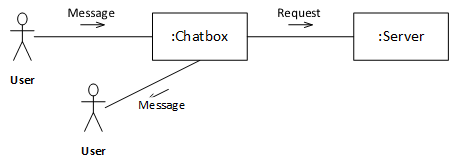 Message
Request
:Chatbox
:Server
User
Message
User